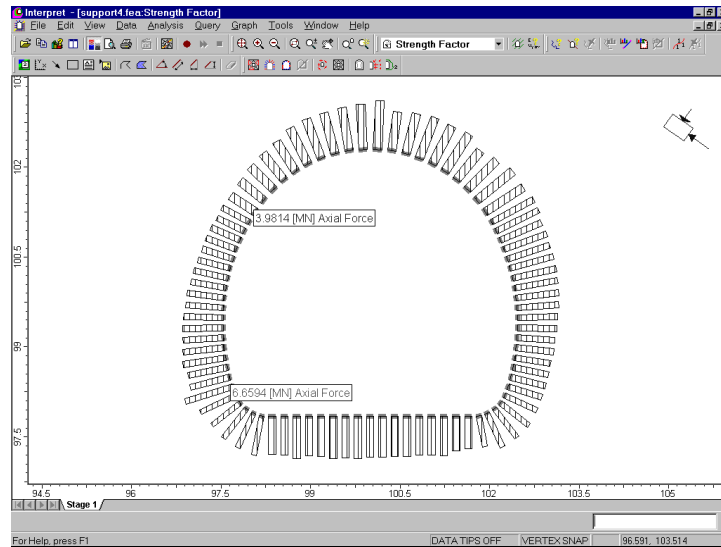 Interpret - [support4.fea:Strength Factor]
File Edit View Data Analysis Query Graph Tools Window Help
Strength Factor
103
102
100.5
99
97.5
3.9814 [MN] Axial Force
6.6594 [MN] Axial Force
94.5 96 97.5 99 100.5 102 103.5 105
Stage 1
For Help, press F1 DATA TIPS OFF VERTEX SNAP 96.591, 103.514